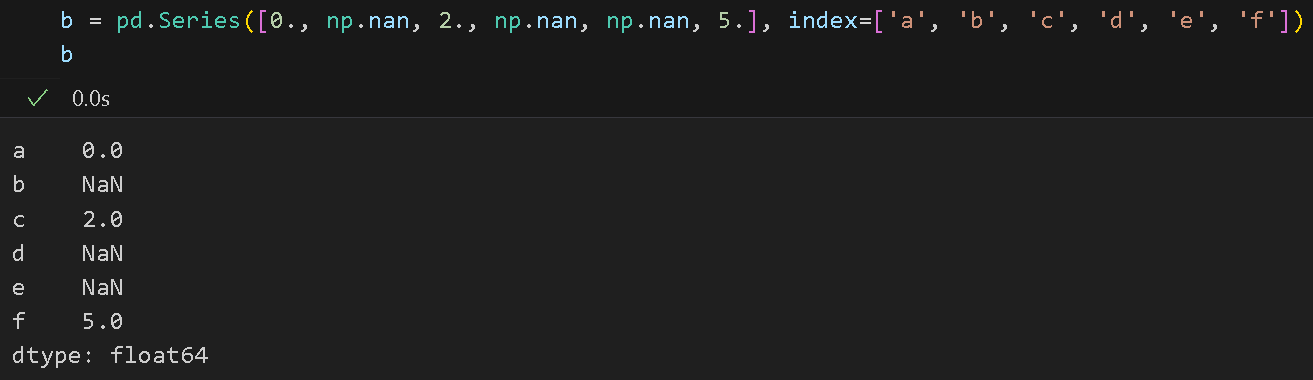 b = pd.Series([0., np.nan, 2., np.nan, np.nan, 5.], index=['a', 'b', 'c', 'd', 'e', 'f'])
b
0.0s
a 0.0
b NaN
c 2.0
d NaN
e NaN
f 5.0
dtype: float64